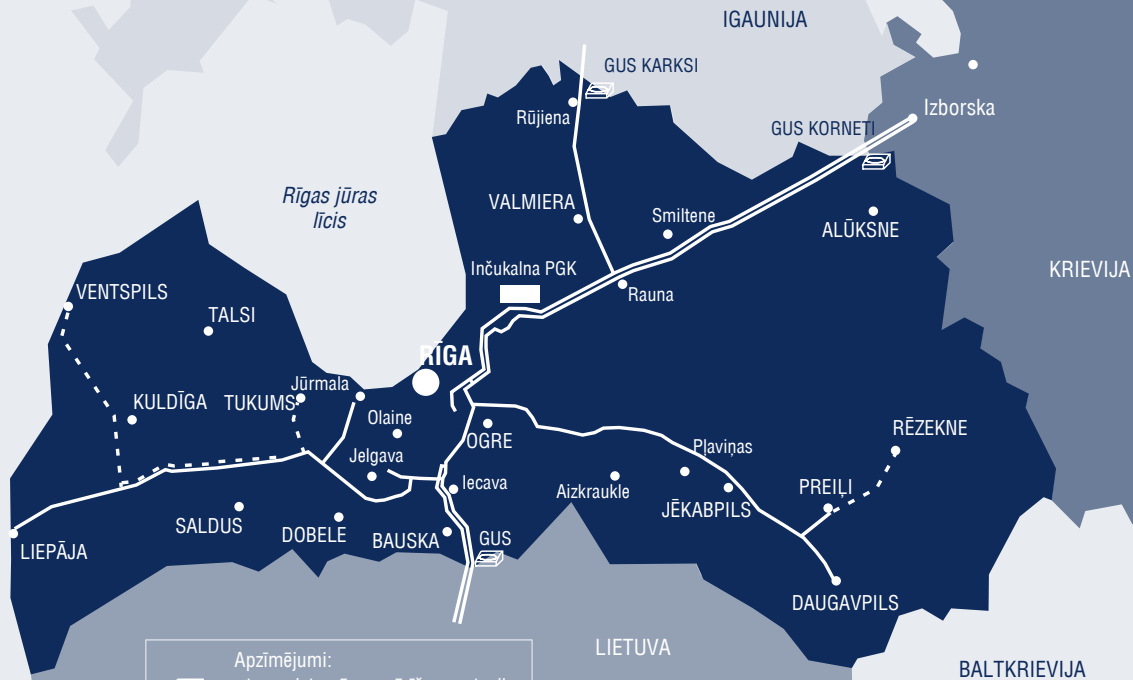 IGAUNIJA
GUS KARKSI
Rūjiena
Izborska
GUS KORNETI
Rīgas jūras
līcis
VALMIERA
Smiltene
ALŪKSNE
Inčukalna PGK
KRIEVIJA
Rauna
VENTSPILS
TALSI
RĪGA
Jūrmala
KULDĪGA
TUKUMS
Olaine
OGRE
RĒZEKNE
Jelgava
Pļaviņas
Iecava
Aizkraukle
PREIĻI
JĒKABPILS
SALDUS
DOBELE
BAUSKA
GUS
LIEPĀJA
DAUGAVPILS
LIETUVA
Apzīmējumi:
BALTKRIEVIJA